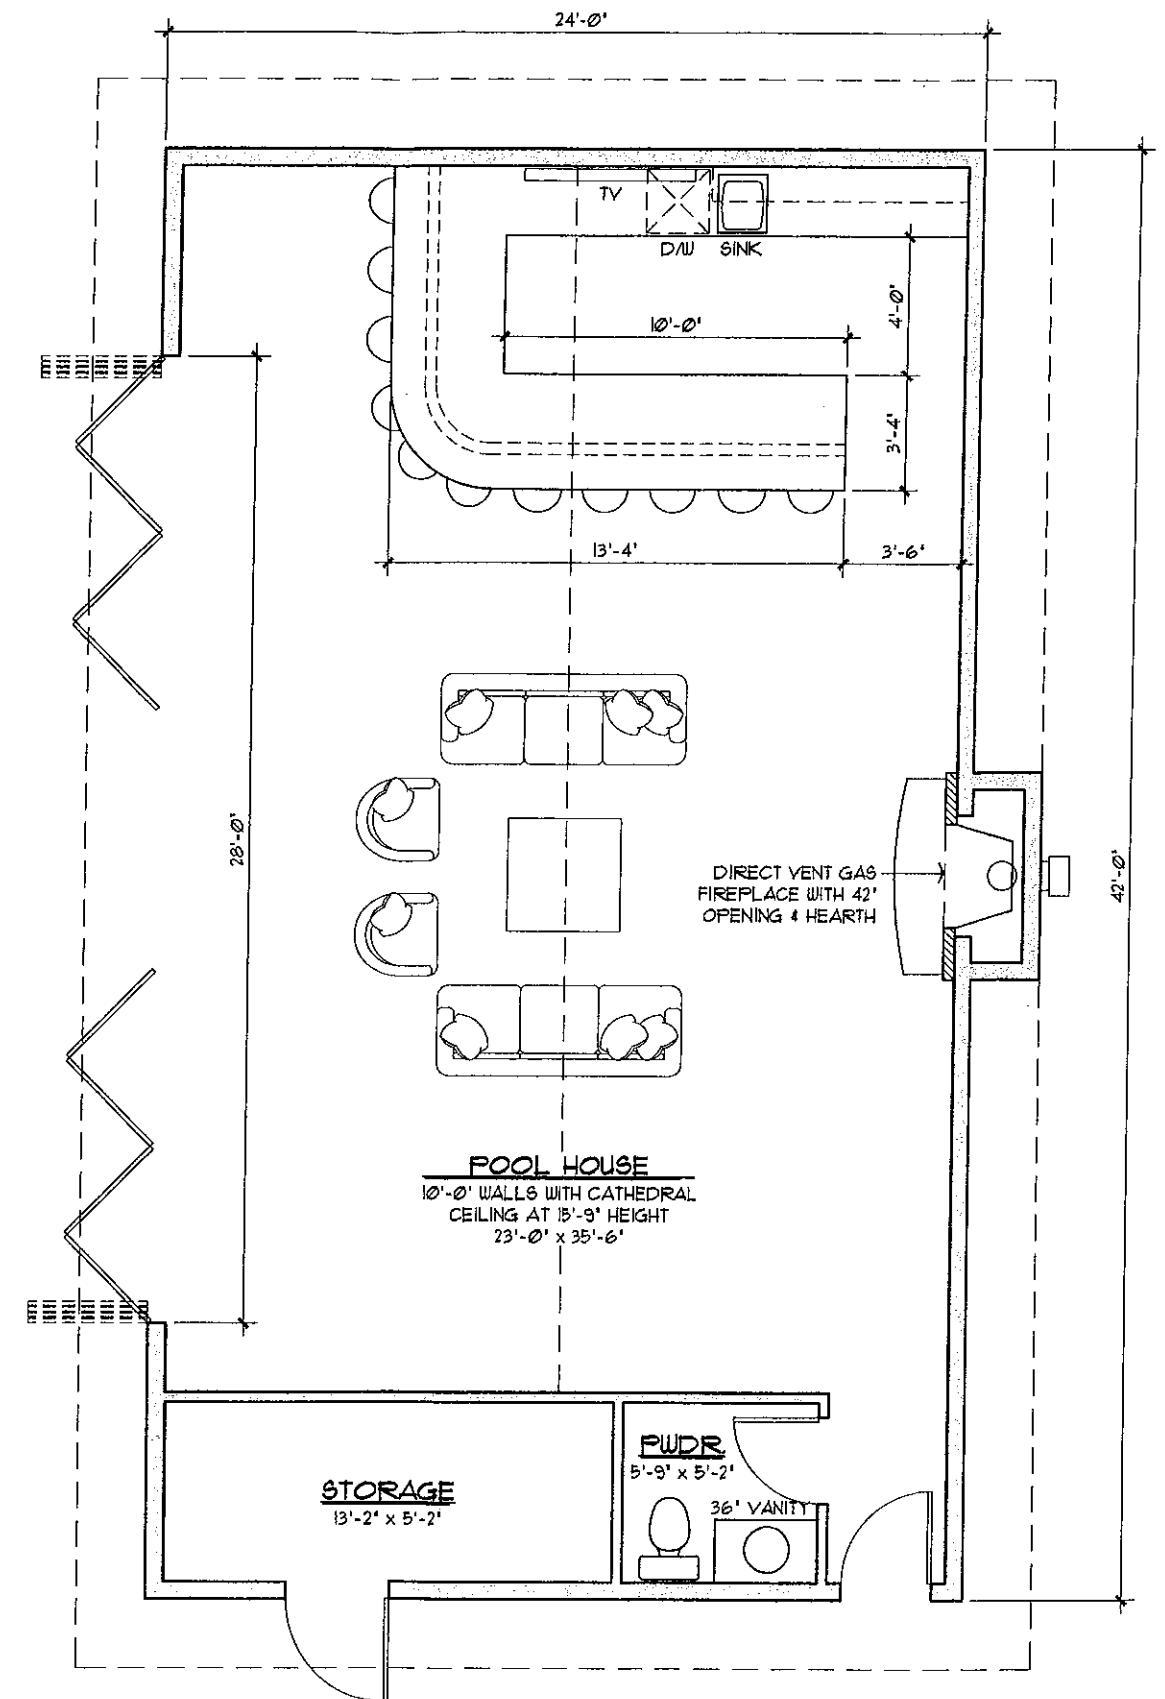 24'-0"
TV
D/W
SINK
4'-0"
10'-0"
3'-4"
13'-4"
3'-6"
28'-0"
DIRECT VENT GAS
FIREPLACE WITH 42"
OPENING & HEARTH
42'-0"
POOL HOUSE
10'-0" WALLS WITH CATHEDRAL
CEILING AT 15'-9" HEIGHT
23'-0" x 35'-6"
PWDR
5'-9" x 5'-2"
STORAGE
13'-2" x 5'-2"
36" VANITY